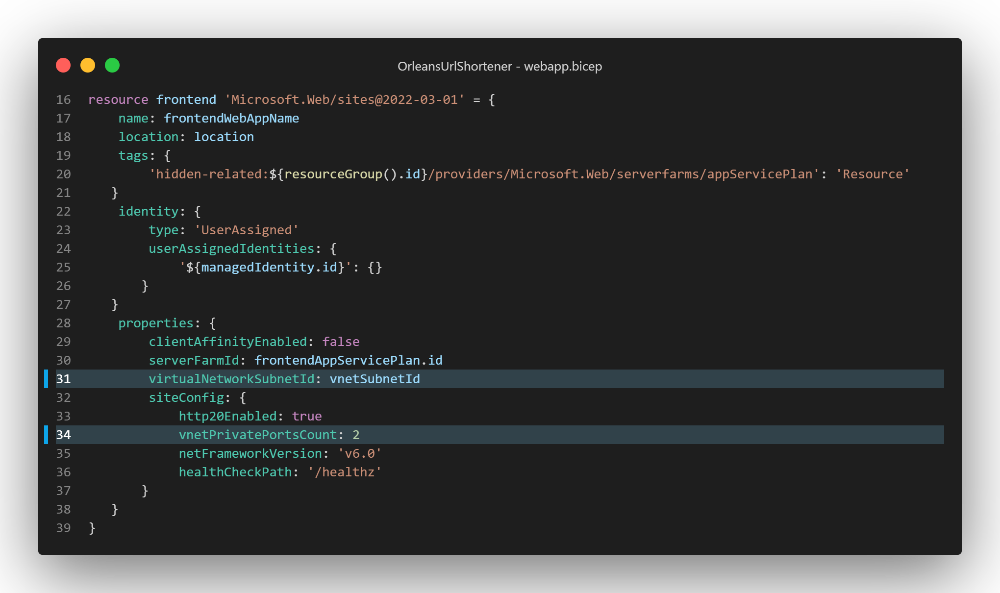 OrleansUrlShortener - webapp.bicep
16 resource frontend 'Microsoft.Web/sites@2022-03-01' = {
17     name: frontendWebAppName
18     location: location
19     tags: {
20         'hidden-related:${resourceGroup().id}/providers/Microsoft.Web/serverfarms/appServicePlan': 'Resource'
21    }
22     identity: {
23         type: 'UserAssigned'
24         userAssignedIdentities: {
25             '${managedIdentity.id}': {}
26        }
27    }
28     properties: {
29         clientAffinityEnabled: false
30         serverFarmId: frontendAppServicePlan.id
31         virtualNetworkSubnetId: vnetSubnetId
32         siteConfig: {
33             http20Enabled: true
34             vnetPrivatePortsCount: 2
35             netFrameworkVersion: 'v6.0'
36             healthCheckPath: '/healthz'
37        }
38    }
39 }